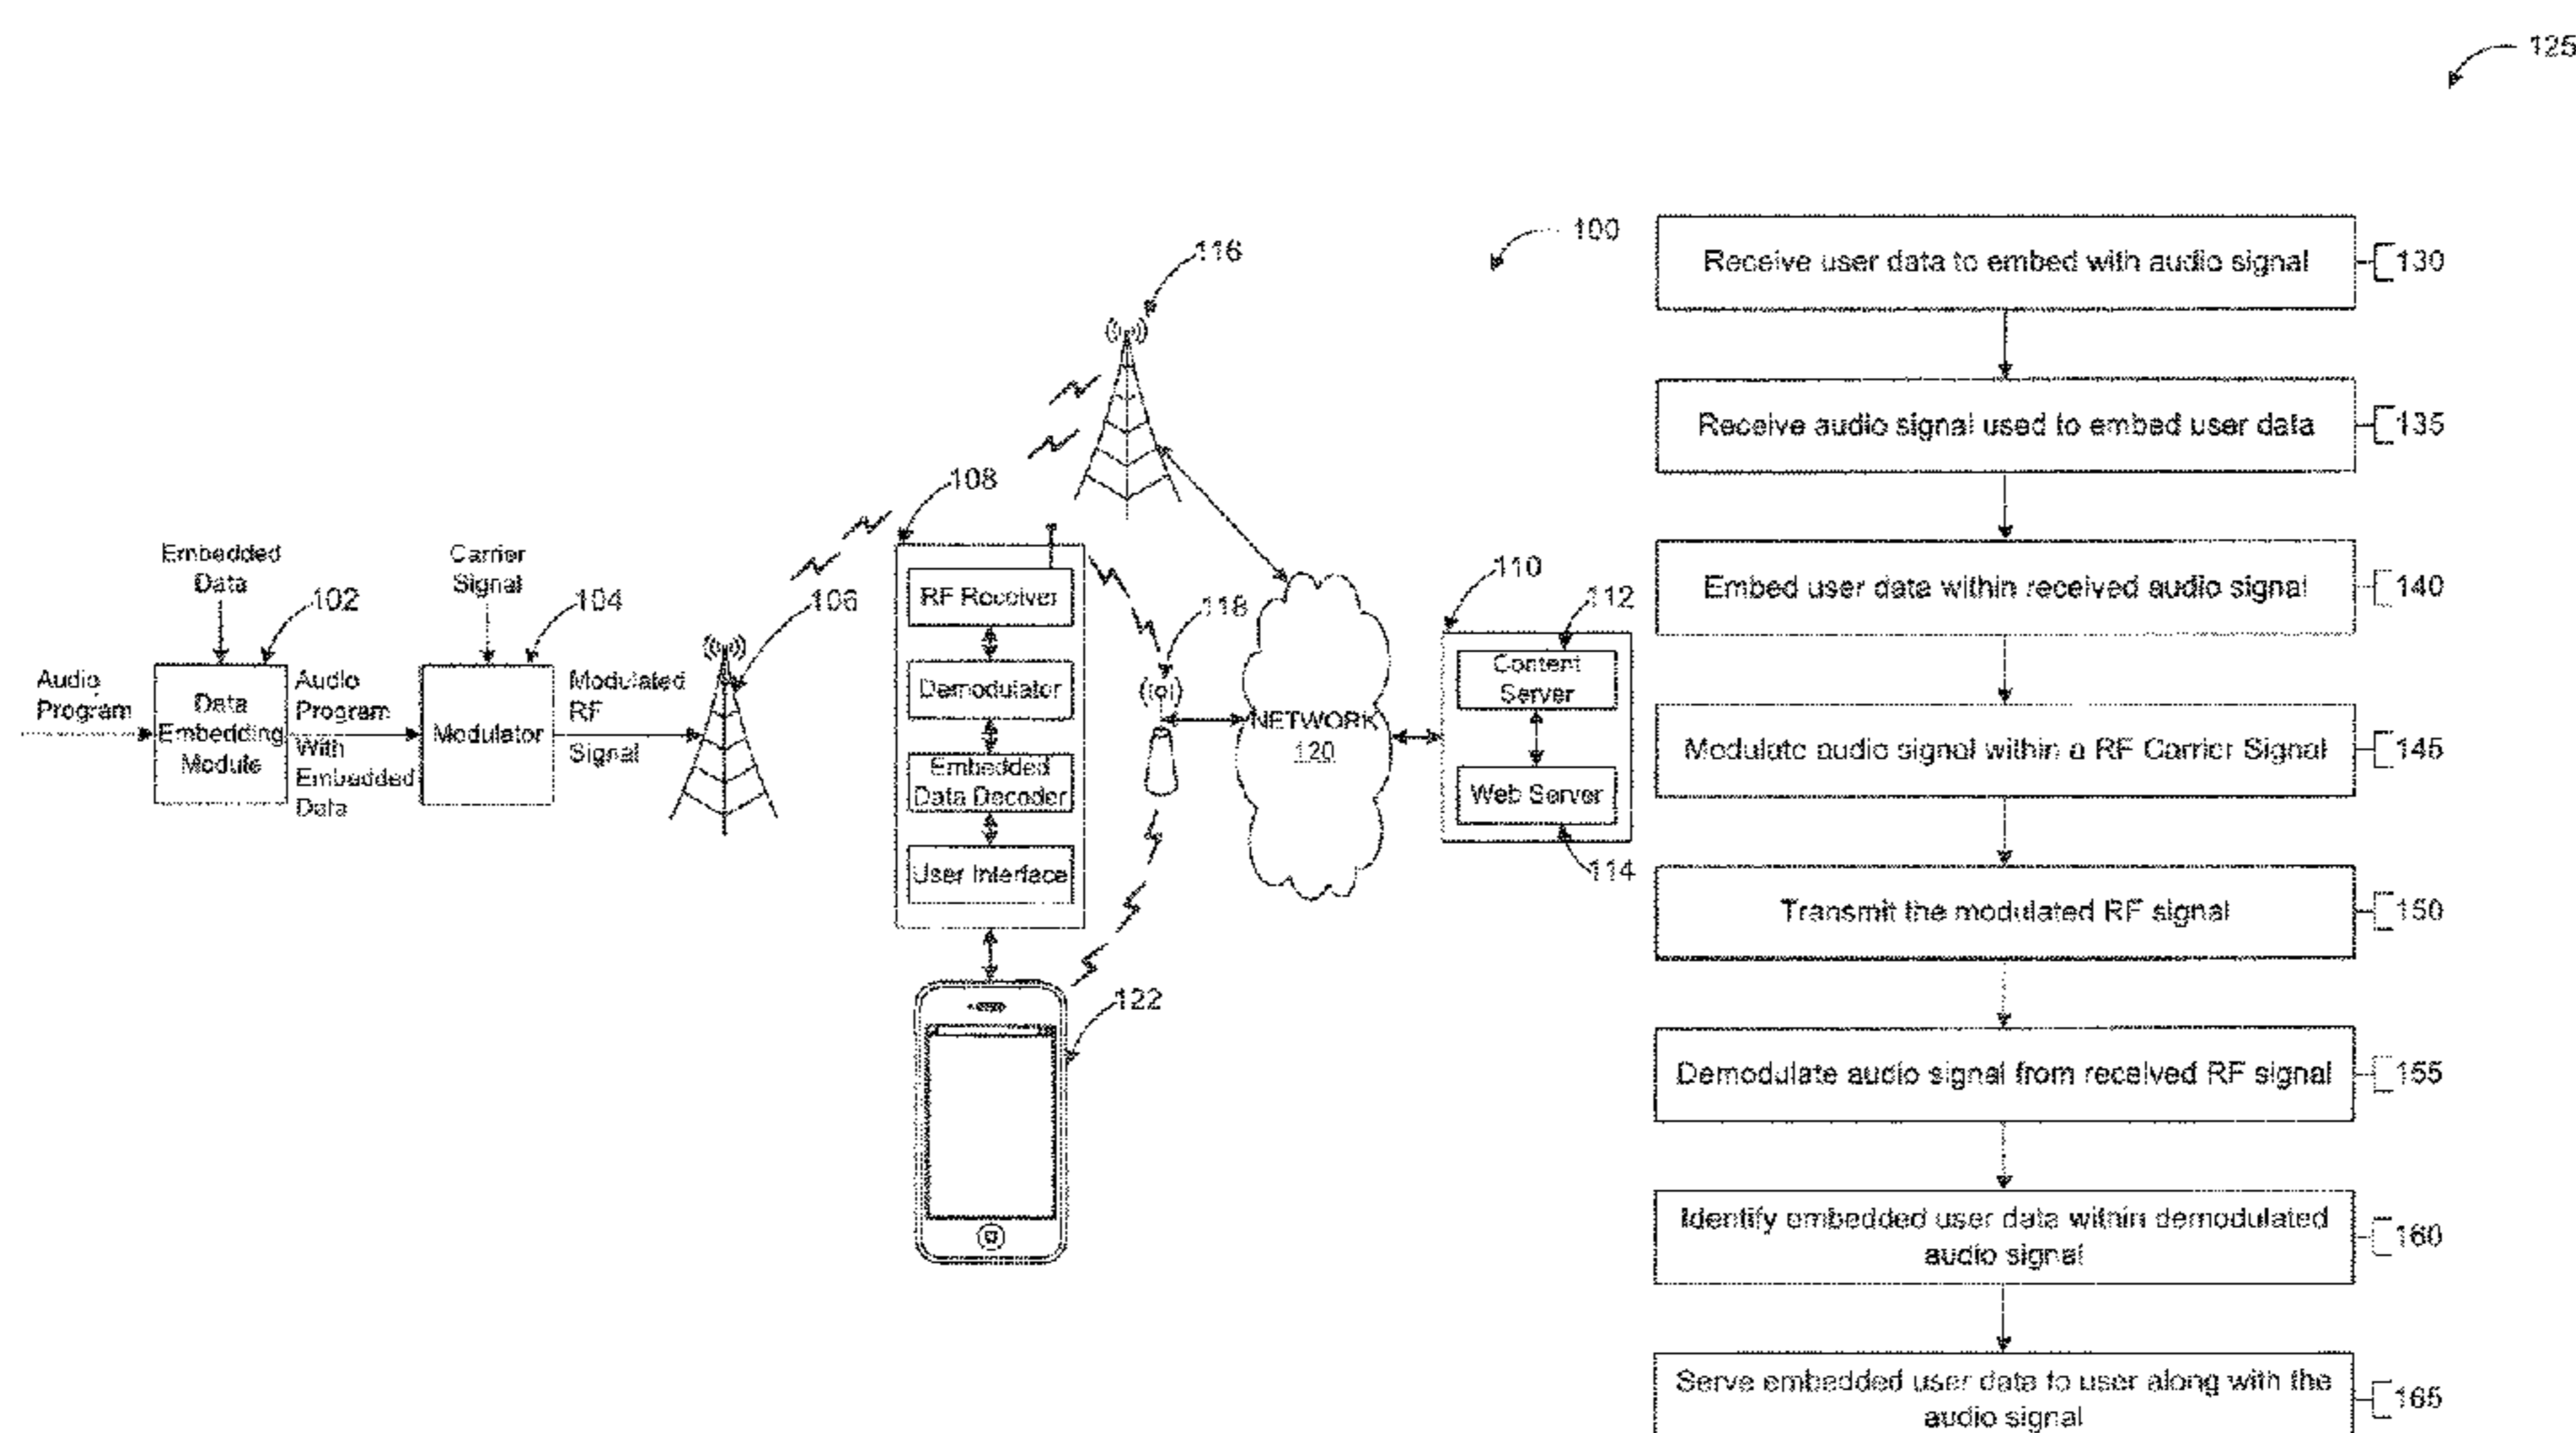 125
100
116
108
Embedded
Data
102
Carrier
Signal
104
106
Audio
Program
Data
Embedding
Module
Audio
Program
With
Embedded
Data
Modulator
Modulated
RF
Signal
RF Receiver
Demodulator
Embedded
Data Decoder
User Interface
118
NETWORK
120
110
112
Content
Server
Web Server
114
122
Receive user data to embed with audio signal
130
Receive audio signal used to embed user data
135
Embed user data within received audio signal
140
Modulate audio signal within a RF Carrier Signal
145
Transmit the modulated RF signal
150
Demodulate audio signal from received RF signal
155
Identify embedded user data within demodulated
audio signal
160
Serve embedded user data to user along with the
audio signal
165